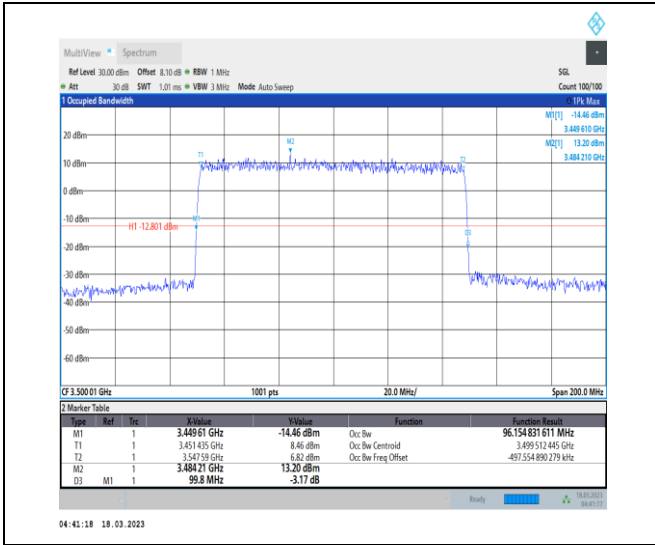 MultiView Spectrum
Ref Level 30.00 dBm Offset 8.10 dB RBW 1 MHz SGL
Att 30 dB SWT 1.01 ms VBW 3 MHz Mode Auto Sweep Count 100/100
1 Occupied Bandwidth 1Pk Max
M1[1] -14.46 dBm
3.449 610 GHz
M2[1] 13.20 dBm
3.484 210 GHz
20 dBm
M2
T1
T2
10 dBm
0 dBm
-10 dBm
M1
H1 -12.801 dBm
D3
-20 dBm
-30 dBm
-40 dBm
-50 dBm
-60 dBm
CF 3.500 01 GHz 1001 pts 20.0 MHz/ Span 200.0 MHz
2 Marker Table
Type Ref Trc X-Value Y-Value Function Function Result
M1 1 3.449 61 GHz -14.46 dBm Occ Bw 96.154 831 611 MHz
T1 1 3.451 435 GHz 8.46 dBm Occ Bw Centroid 3.499 512 445 GHz
T2 1 3.547 59 GHz 6.82 dBm Occ Bw Freq Offset -497.554 890 279 kHz
M2 1 3.484 21 GHz 13.20 dBm
D3 M1 1 99.8 MHz -3.17 dB
Ready 18.03.2023
04:41:17
04:41:18 18.03.2023